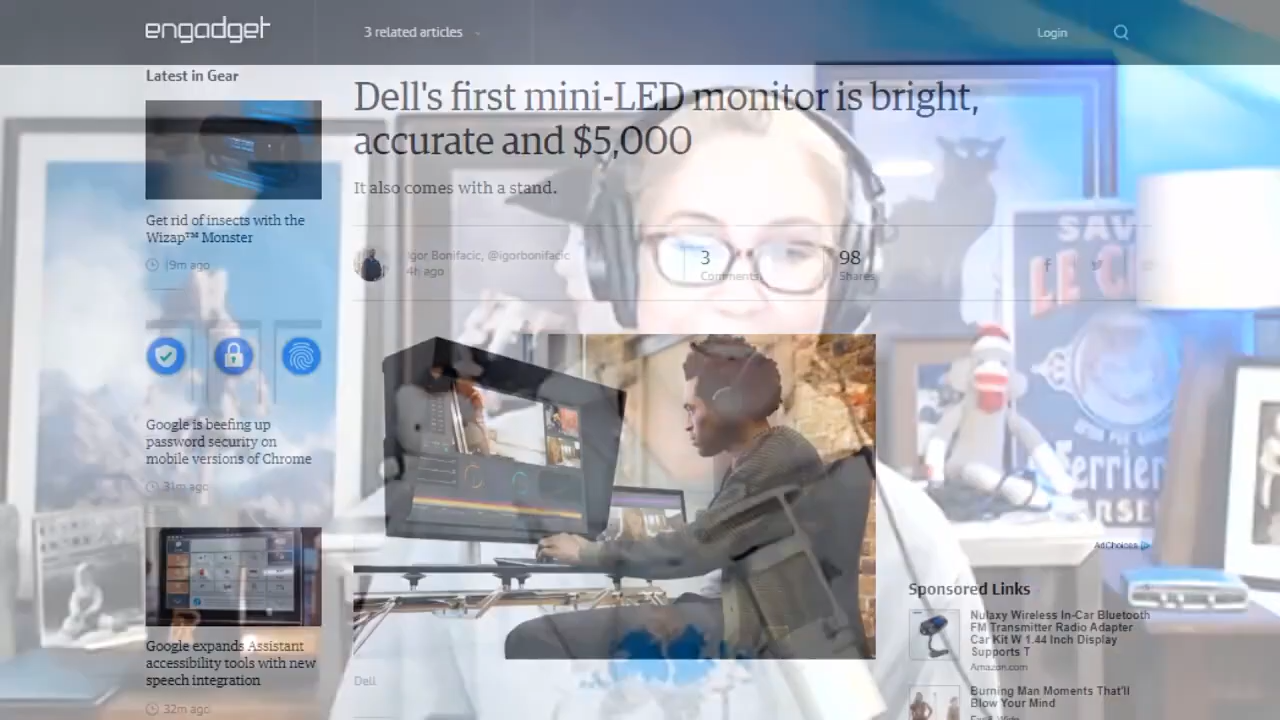 engadget
3 related articles
Login
Latest in Gear
Dell's first mini-LED monitor is bright,
accurate and $5,000
It also comes with a stand.
Igor Bonifacic, @igorbonifacic
4h ago
3
Comments
98
Shares
Get rid of insects with the
Wizap™ Monster
19m ago
Google is beefing up
password security on
mobile versions of Chrome
31m ago
Google expands Assistant
accessibility tools with new
speech integration
32m ago
Dell
SAV
LE
Ferrier
ARSE
AdChoices
Sponsored Links
Nulaxy Wireless In-Car Bluetooth
FM Transmitter Radio Adapter
Car Kit W 1.44 Inch Display
Supports T
Amazon.com
Burning Man Moments That'll
Blow Your Mind